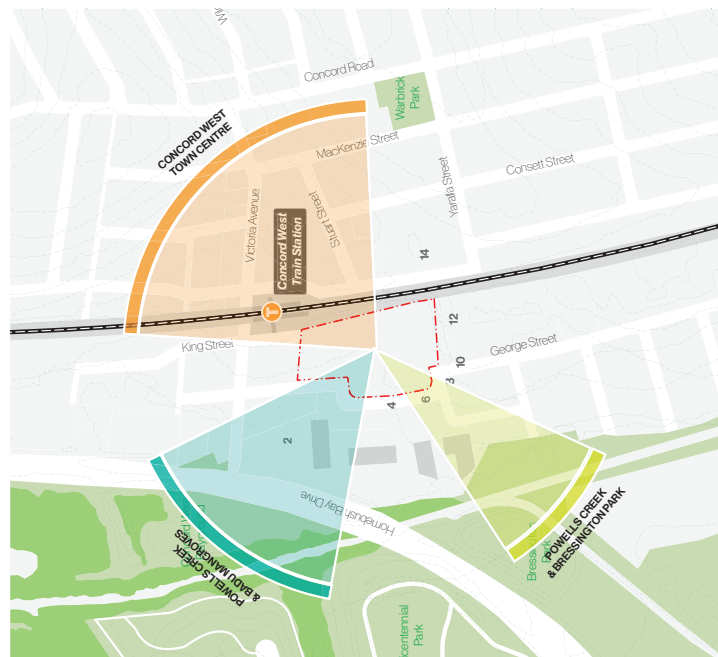 Concord Road
Warbrick
Park
CONCORD WEST
TOWN CENTRE
MacKenzie Street
Consett Street
Yaralla Street
Victoria Avenue
Stuart Street
Concord West
Train Station
T
14
12
King Street
George Street
10
8
6
4
2
Homebush Bay Drive
POWELLS CREEK
& BADU MANGROVES
POWELLS CREEK
& BRESSINGTON PARK
Park